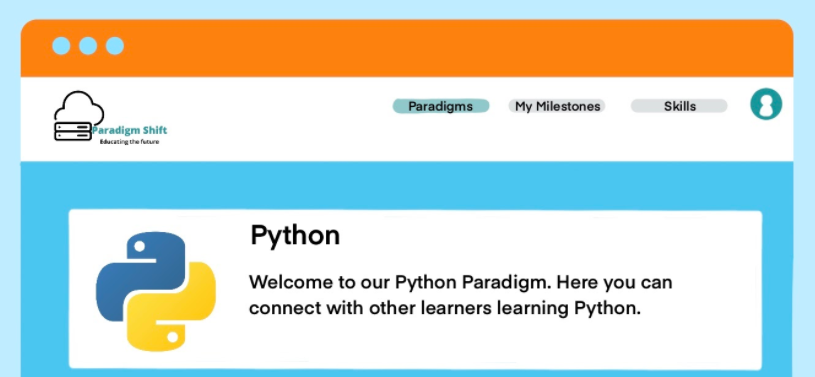 Paradigms My Milestones Skills
Paradigm Shift
Educating the future
Python
Welcome to our Python Paradigm. Here you can
connect with other learners learning Python.